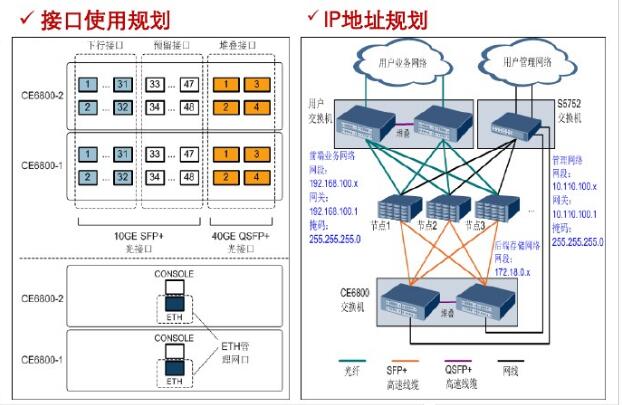 ✓ 接口使用规划
下行接口 预留接口 堆叠接口
CE6800-2
1 ... 31 33 ... 47 1 3
2 ... 32 34 ... 48 2 4
CE6800-1
1 ... 31 33 ... 47 1 3
2 ... 32 34 ... 48 2 4
10GE SFP+
光接口
40GE QSFP+
光接口
CE6800-2
CONSOLE
ETH
CE6800-1
CONSOLE
ETH
ETH管
理网口
✓ IP地址规划
用户业务网络
用户管理网络
用户
交换机
堆叠
S5752
交换机
前端业务网络
网段:
192.168.100.x
网关:
192.168.100.1
掩码:
255.255.255.0
管理网络
网段:
10.110.100.x
网关:
10.110.100.1
掩码:
255.255.255.0
节点1 节点2 节点3 ...
后端存储网络
网段:
172.18.0.x
CE6800
交换机
堆叠
光纤
SFP+
高速线缆
QSFP+
高速线缆
网线